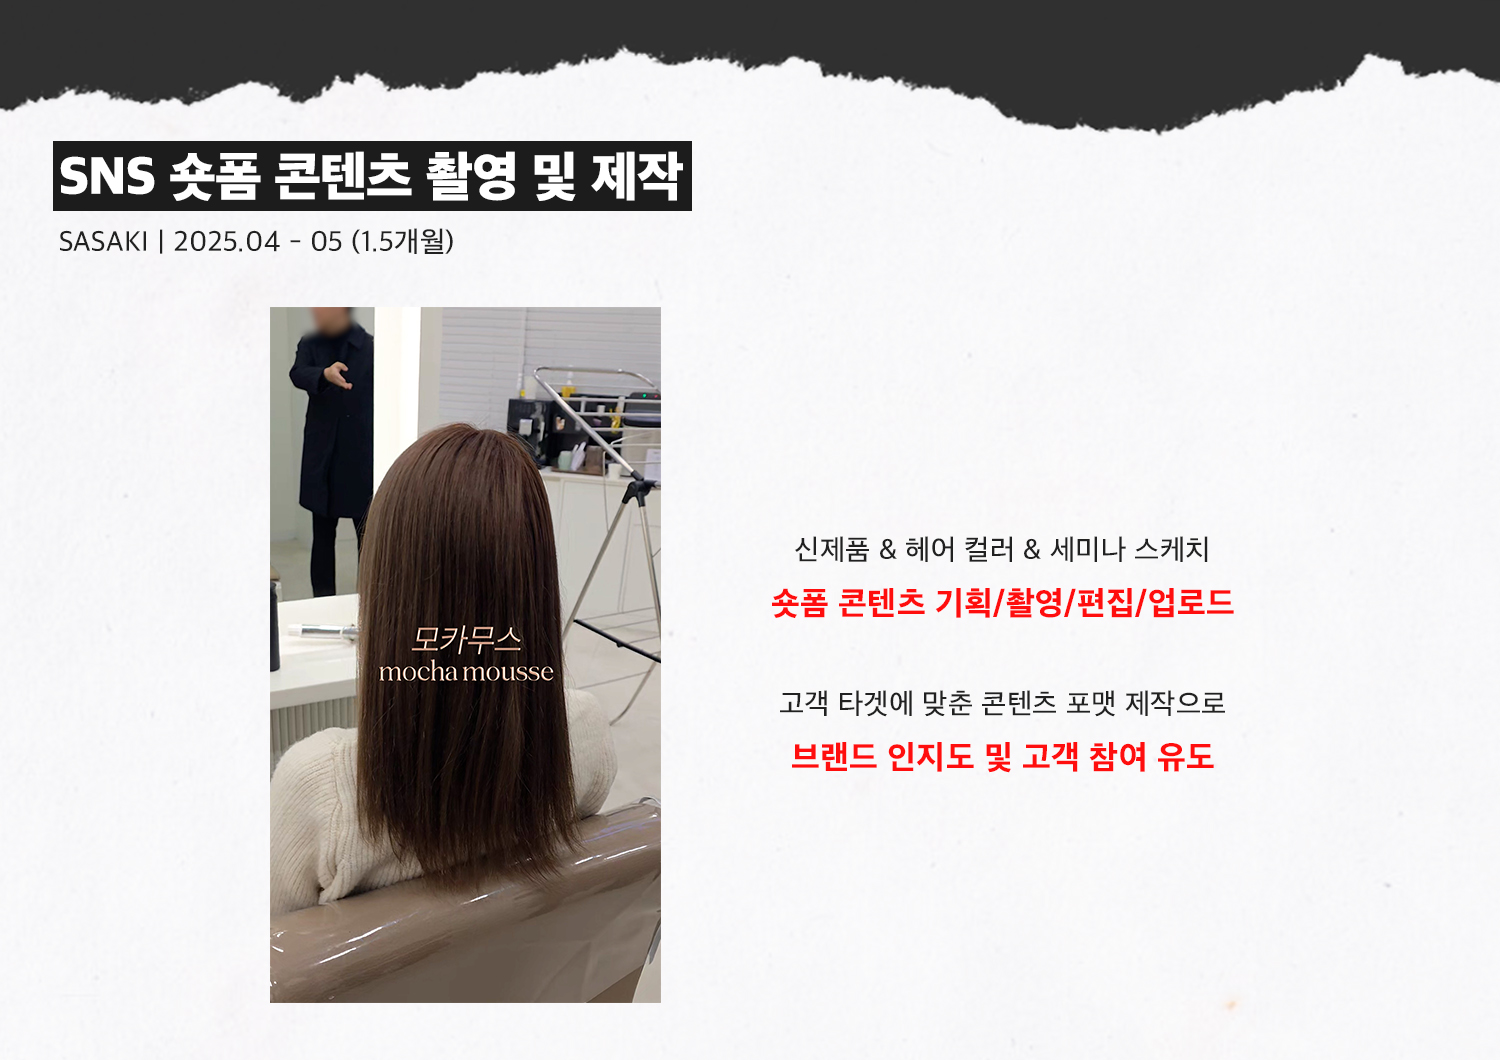 SNS 숏폼 콘텐츠 촬영 및 제작
SASAKI | 2025.04 - 05 (1.5개월)
모카무스
mocha mousse
신제품 & 헤어 컬러 & 세미나 스케치
숏폼 콘텐츠 기획/촬영/편집/업로드
고객 타겟에 맞춘 콘텐츠 포맷 제작으로
브랜드 인지도 및 고객 참여 유도